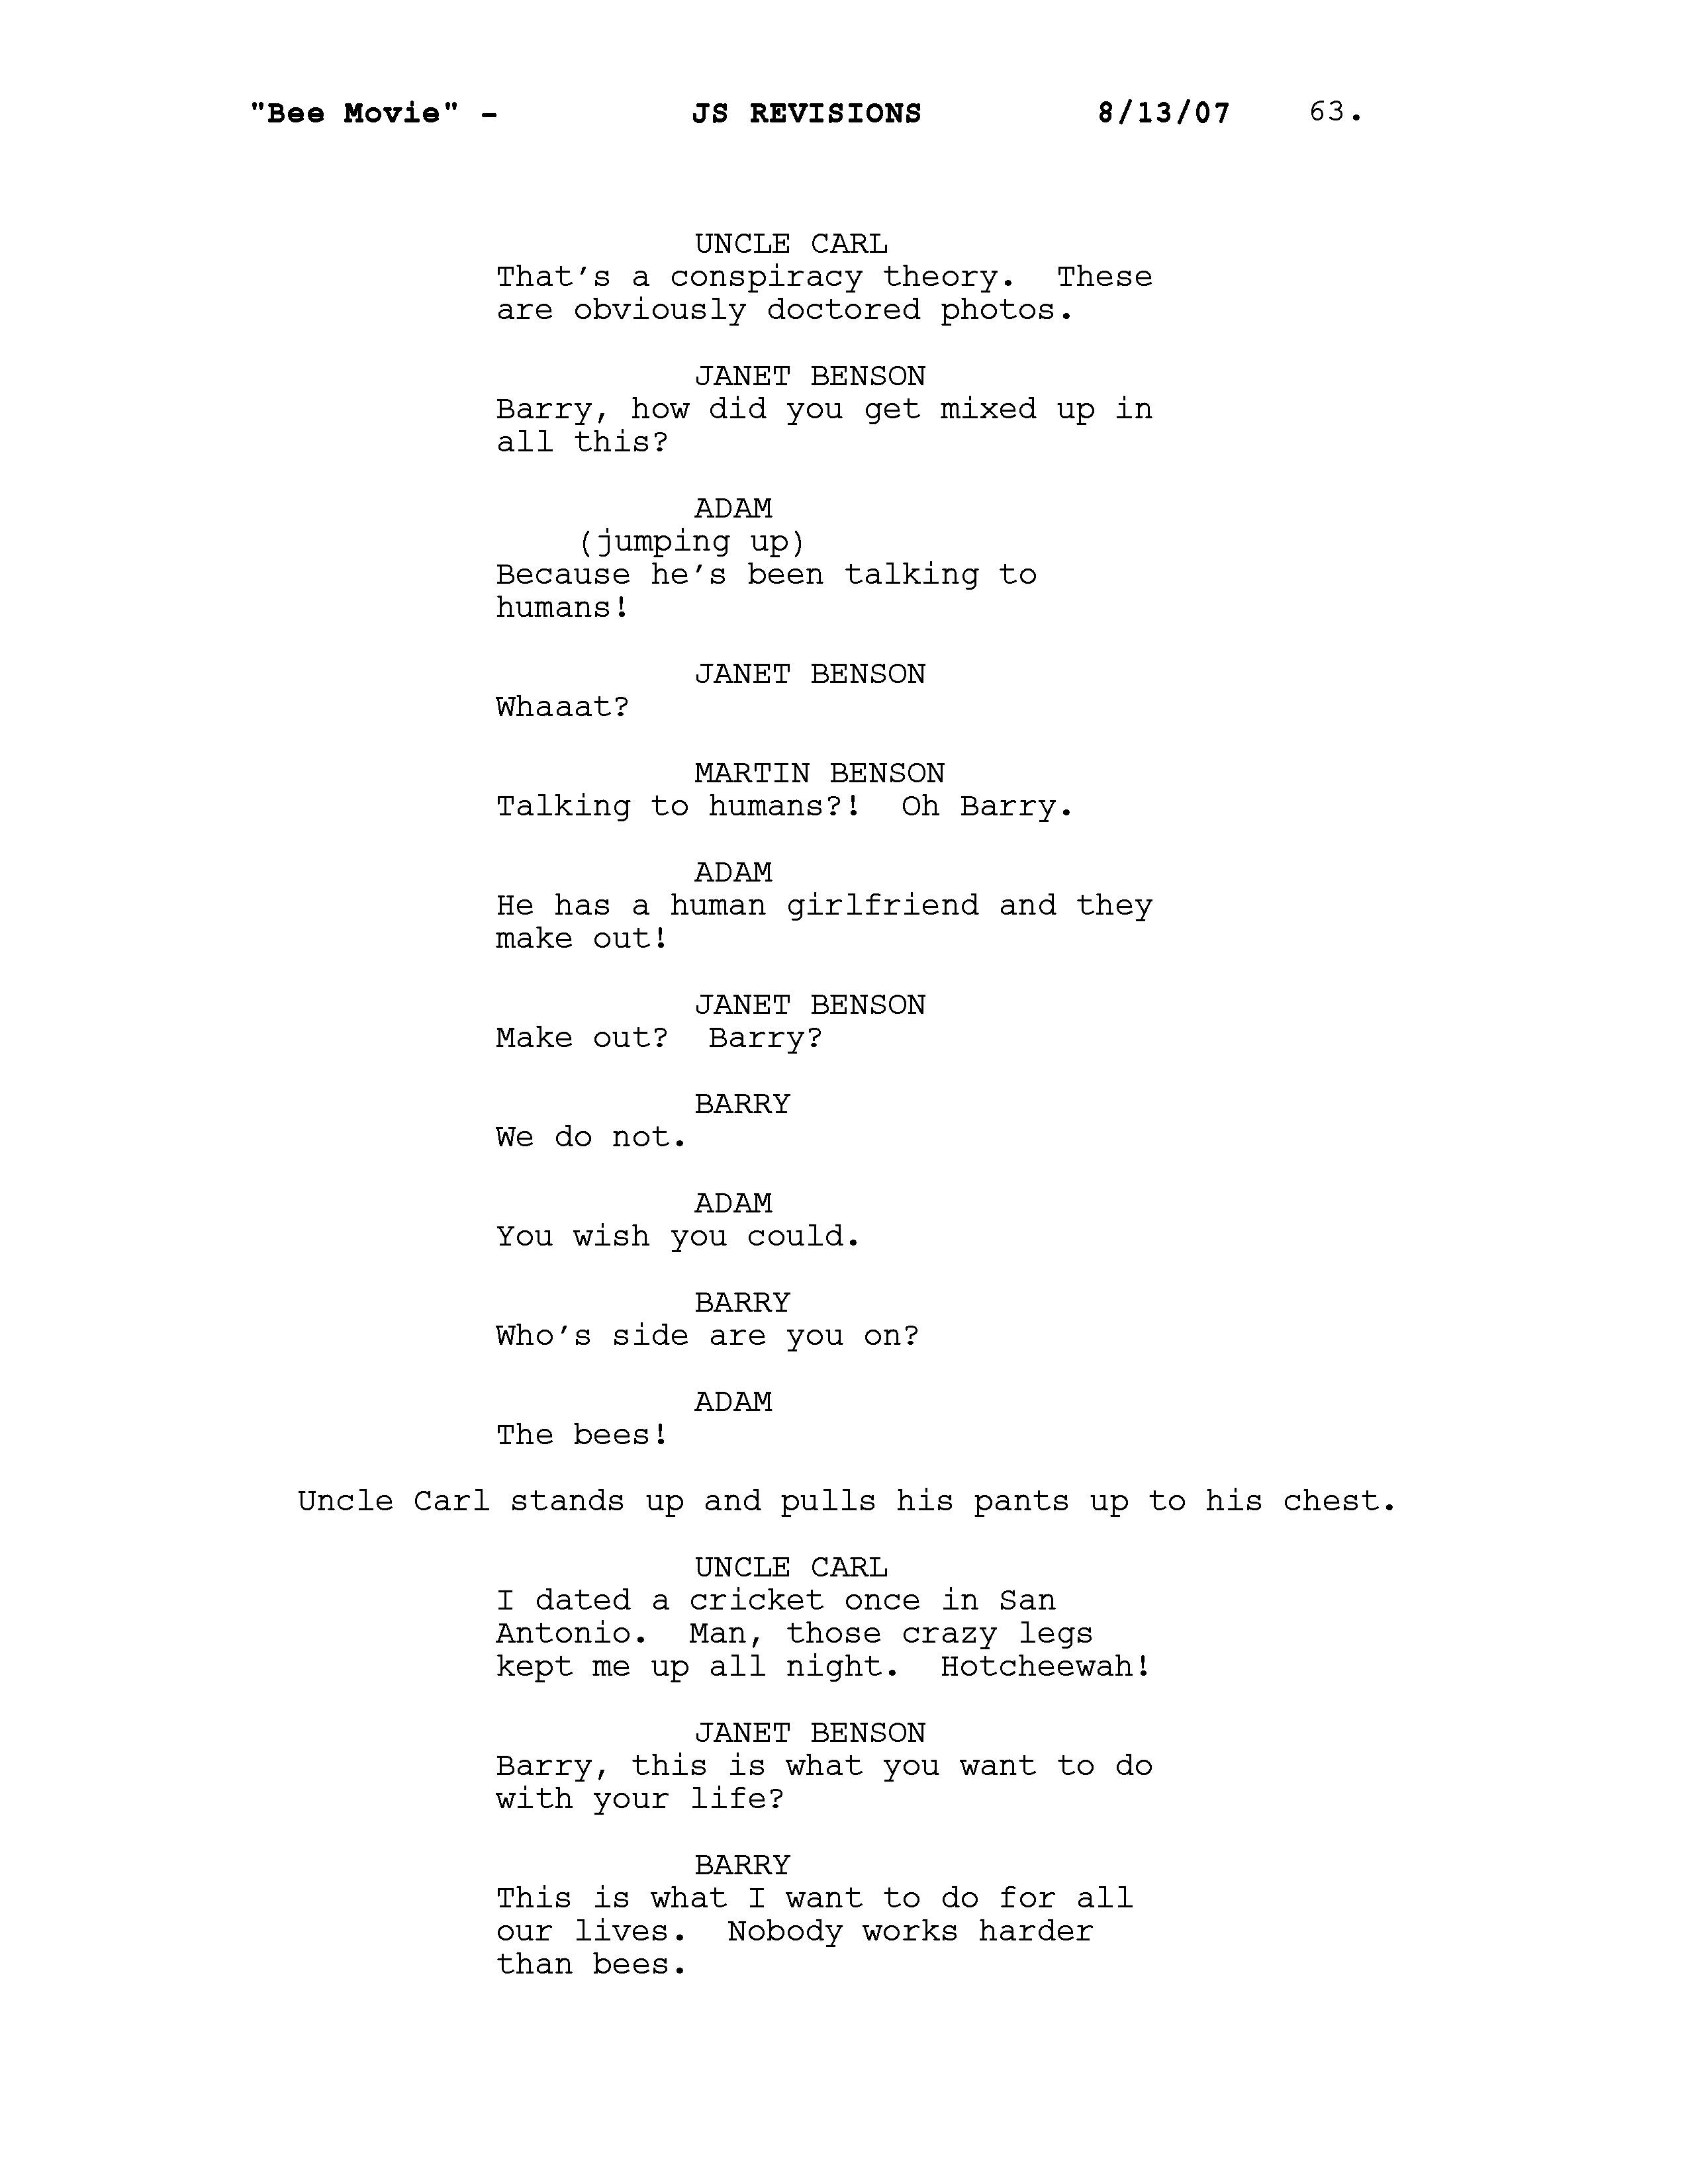 "Bee Movie" - JS REVISIONS 8/13/07 63.
UNCLE CARL
That's a conspiracy theory.  These
are obviously doctored photos.
JANET BENSON
Barry, how did you get mixed up in
all this?
ADAM
(jumping up)
Because he's been talking to
humans!
JANET BENSON
Whaaat?
MARTIN BENSON
Talking to humans?!  Oh Barry.
ADAM
He has a human girlfriend and they
make out!
JANET BENSON
Make out?  Barry?
BARRY
We do not.
ADAM
You wish you could.
BARRY
Who's side are you on?
ADAM
The bees!
Uncle Carl stands up and pulls his pants up to his chest.
UNCLE CARL
I dated a cricket once in San
Antonio.  Man, those crazy legs
kept me up all night.  Hotcheewah!
JANET BENSON
Barry, this is what you want to do
with your life?
BARRY
This is what I want to do for all
our lives.  Nobody works harder
than bees.